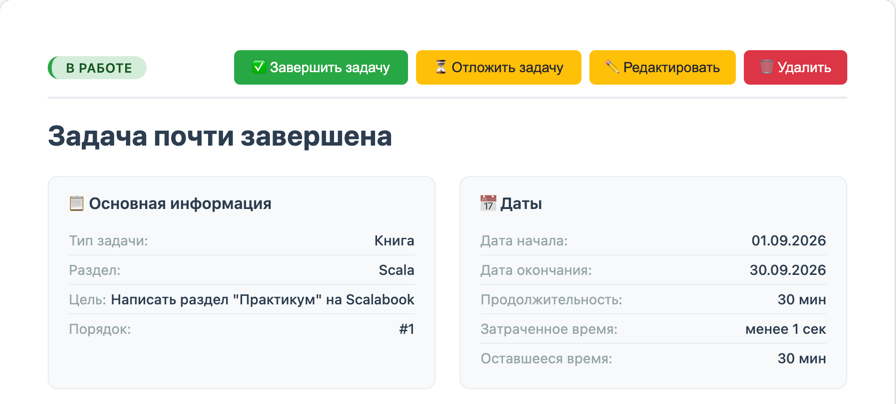 В РАБОТЕ
✅ Завершить задачу
⏳ Отложить задачу
✏️ Редактировать
🗑️ Удалить
Задача почти завершена
📋 Основная информация
Тип задачи: Книга
Раздел: Scala
Цель: Написать раздел "Практикум" на Scalabook
Порядок: #1
📅 Даты
Дата начала: 01.09.2026
Дата окончания: 30.09.2026
Продолжительность: 30 мин
Затраченное время: менее 1 сек
Оставшееся время: 30 мин